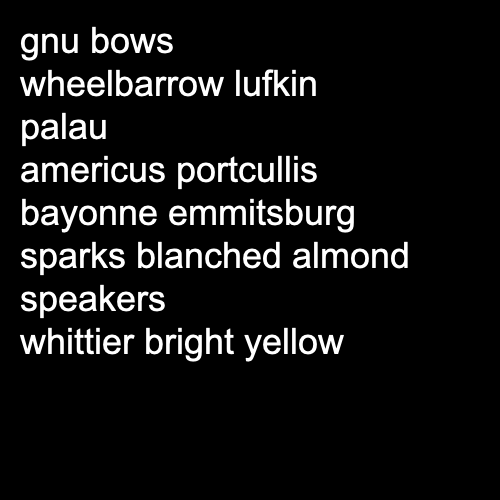 gnu bows
wheelbarrow lufkin
palau
americus portcullis
bayonne emmitsburg
sparks blanched almond
speakers
whittier bright yellow